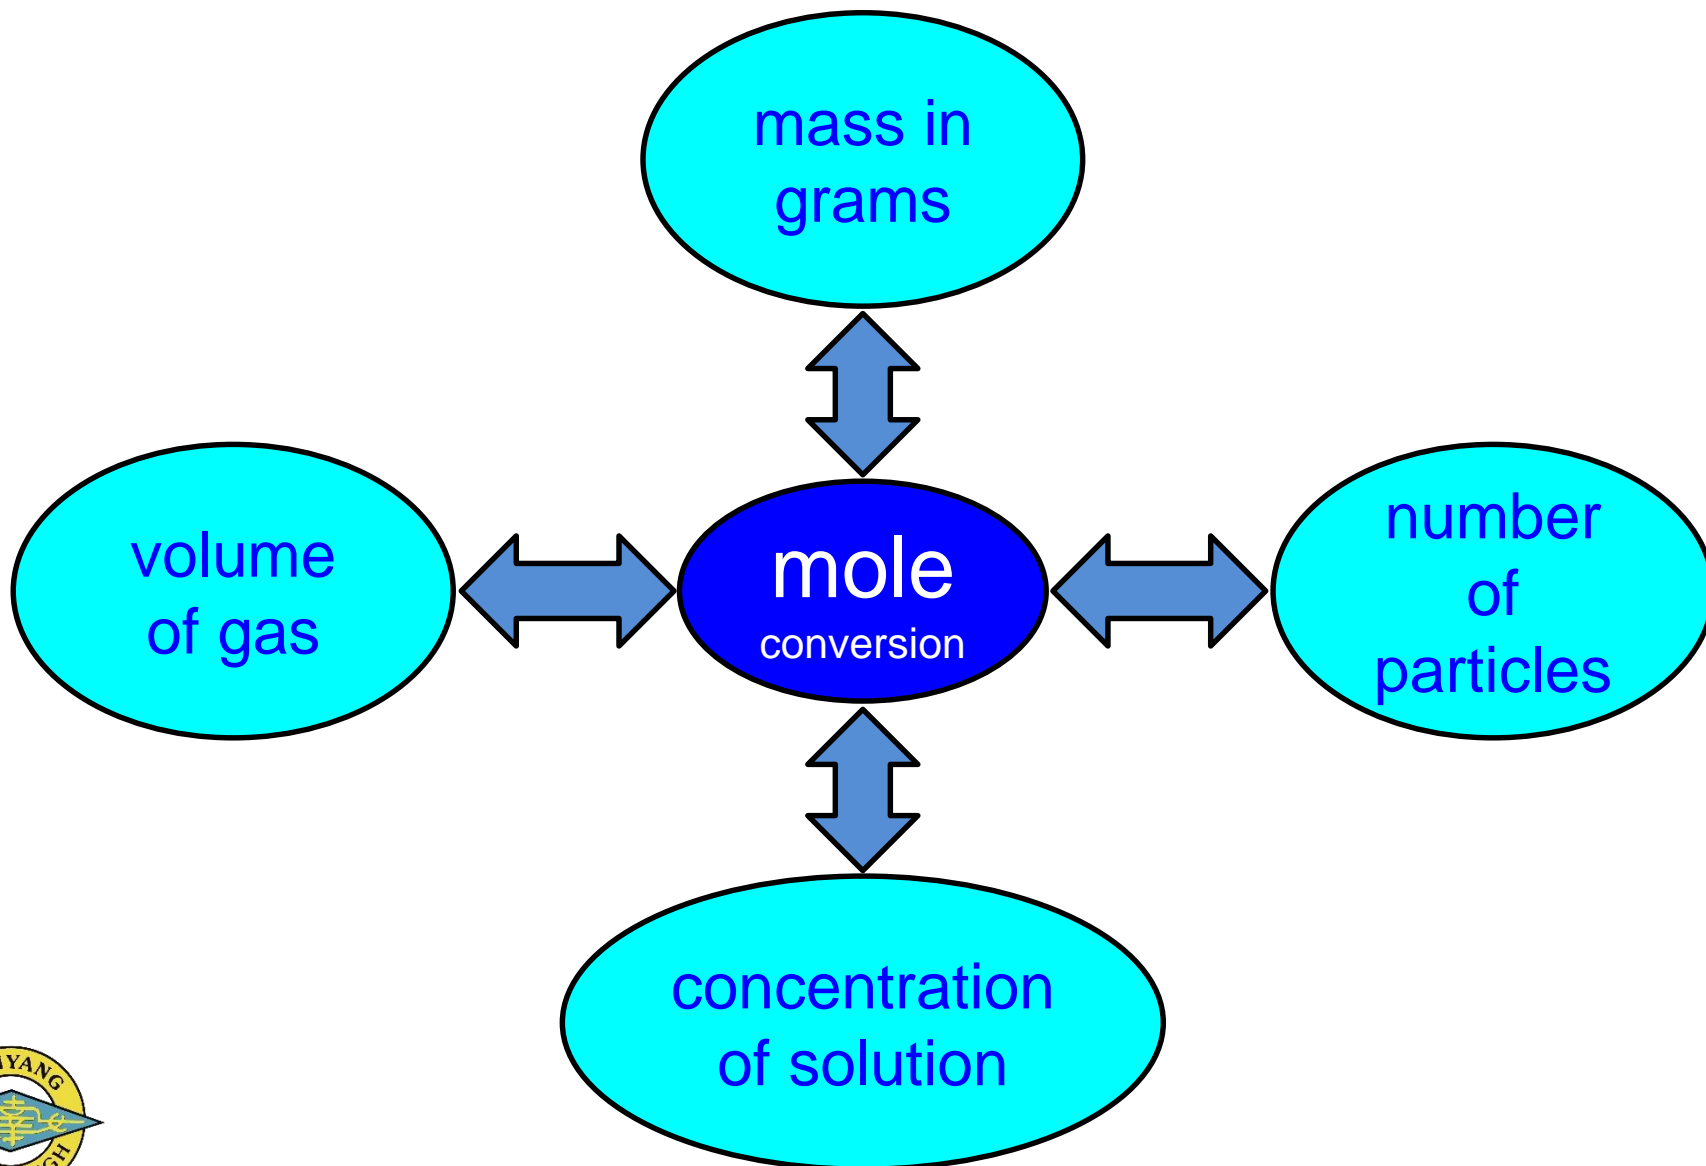 mass in
grams
volume
of gas
mole
conversion
number
of
particles
concentration
of solution